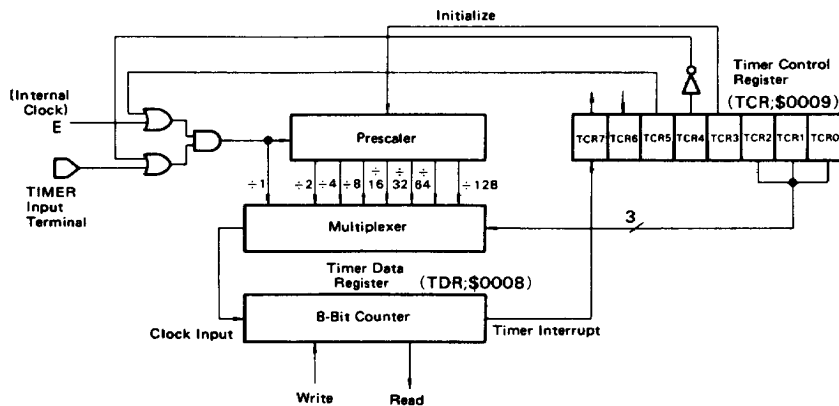 Initialize
Timer Control
Register
(TCR;$0009)
(Internal
Clock)
E
TIMER
Input
Terminal
Prescaler
TCR7 TCR6 TCR5 TCR4 TCR3 TCR2 TCR1 TCR0
÷1 ÷2 ÷4 ÷8 ÷16 ÷32 ÷64 ÷128
Multiplexer
3
Timer Data
Register
(TDR;$0008)
8-Bit Counter
Clock Input
Timer Interrupt
Write
Read